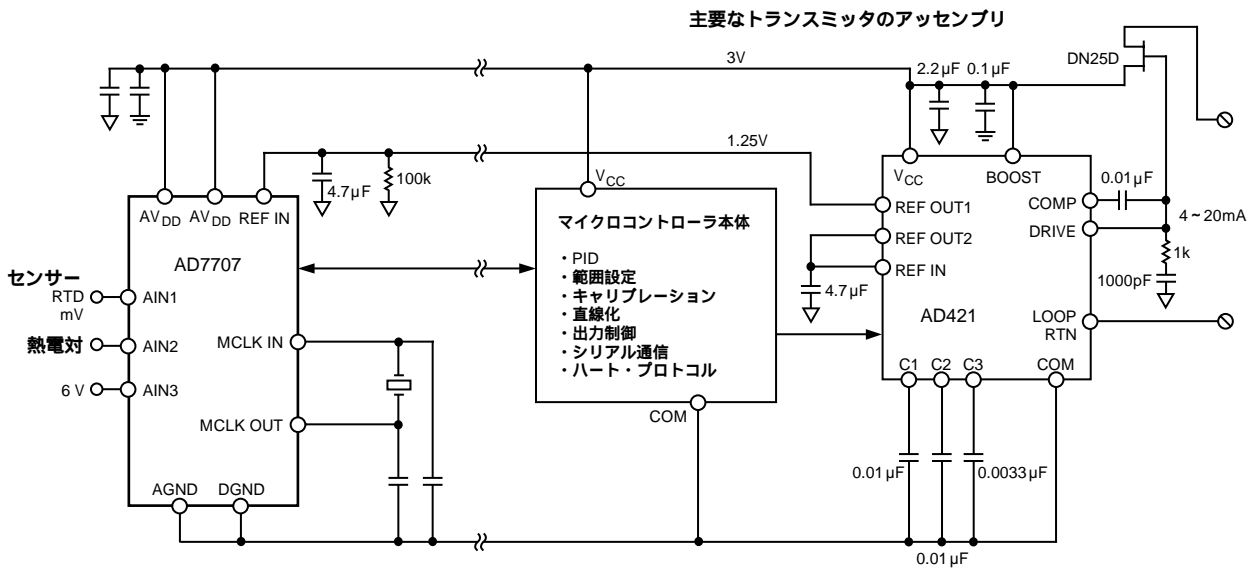 主要なトランスミッタのアッセンブリ
DN25D
3V
2.2μF 0.1μF
1.25V
4.7μF
100k
VCC
VCC
BOOST
0.01μF
AVDD AVDD REF IN
マイクロコントローラ本体
REF OUT1
COMP
4~20mA
REF OUT2
DRIVE
AD7707
・PID
1k
センサー
・範囲設定
REF IN
RTD
AIN1
・キャリブレーション
4.7μF
1000pF
mV
・直線化
AD421
LOOP
RTN
熱電対
AIN2
MCLK IN
・出力制御
・シリアル通信
・ハート・プロトコル
6 V
AIN3
C1 C2 C3
COM
MCLK OUT
COM
AGND DGND
0.01μF
0.0033μF
0.01μF